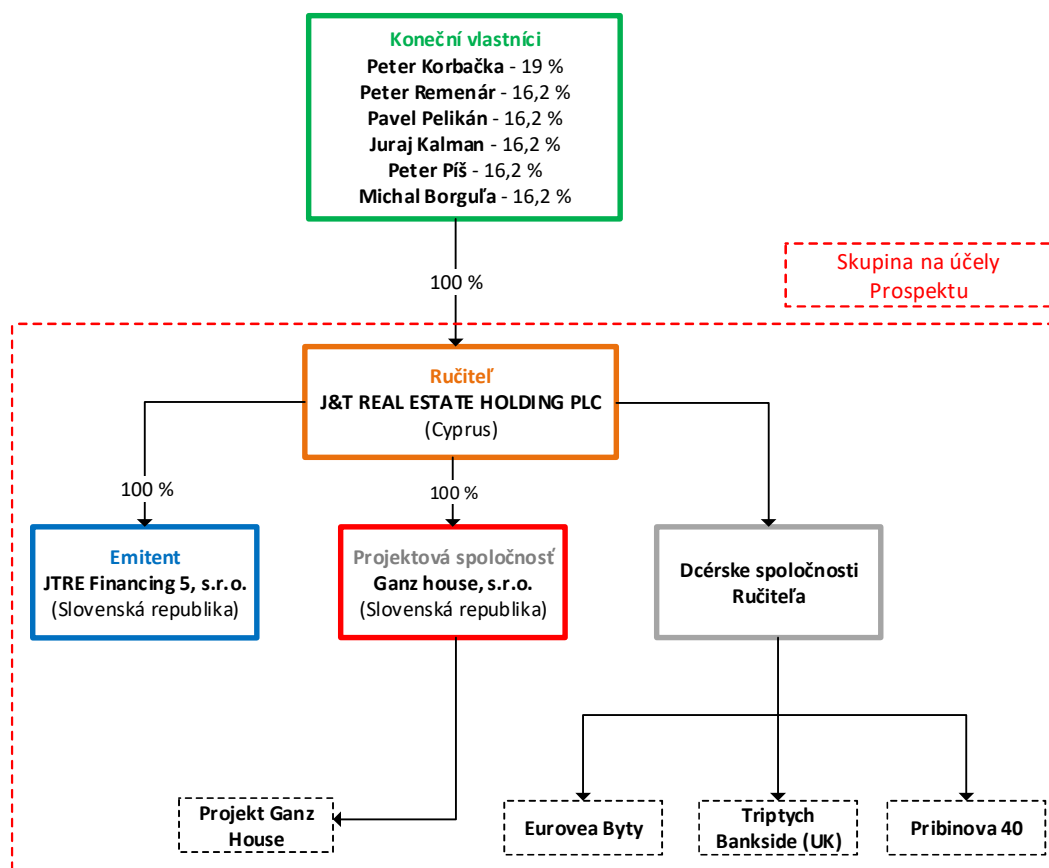 Koneční vlastníci
Peter Korbačka - 19 %
Peter Remenár - 16,2 %
Pavel Pelikán - 16,2 %
Juraj Kalman - 16,2 %
Peter Píš - 16,2 %
Michal Borguľa - 16,2 %
100 %
Skupina na účely
Prospektu
Ručiteľ
J&T REAL ESTATE HOLDING PLC
(Cyprus)
100 %
100 %
Emitent
JTRE Financing 5, s.r.o.
(Slovenská republika)
Projektová spoločnosť
Ganz house, s.r.o.
(Slovenská republika)
Dcérske spoločnosti
Ručiteľa
Projekt Ganz
House
Eurovea Byty
Triptych
Bankside (UK)
Pribinova 40